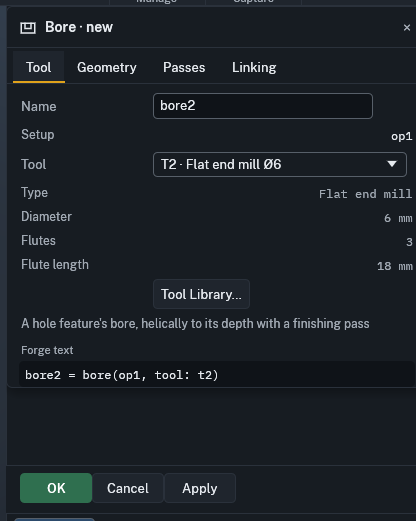 Manage Capture
Bore · new ×
Tool Geometry Passes Linking
Name bore2
Setup op1
Tool T2 · Flat end mill Ø6
Type Flat end mill
Diameter 6 mm
Flutes 3
Flute length 18 mm
Tool Library...
A hole feature's bore, helically to its depth with a finishing pass
Forge text
bore2 = bore(op1, tool: t2)
OK Cancel Apply